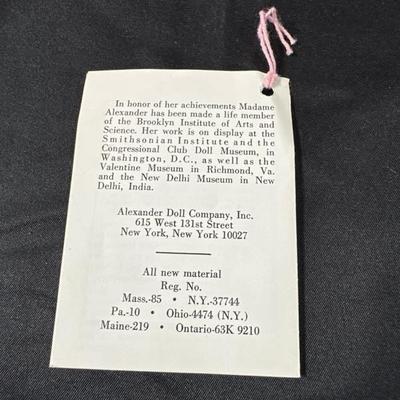 In honor of her achievements Madame
Alexander has been made a life member
of the Brooklyn Institute of Arts and
Science. Her work is on display at the
Smithsonian Institute and the
Congressional Club Doll Museum, in
Washington, D.C., as well as the
Valentine Museum in Richmond, Va.
and the New Delhi Museum in New
Delhi, India.
Alexander Doll Company, Inc.
615 West 131st Street
New York, New York 10027
All new material
Reg. No.
Mass.-85 • N.Y.-37744
Pa.-10 • Ohio-4474 (N.Y.)
Maine-219 • Ontario-63K 9210